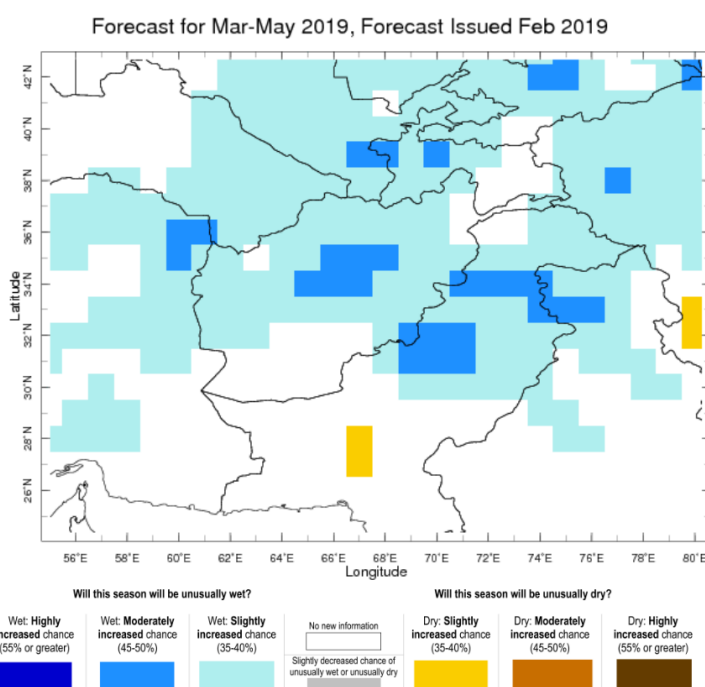 Forecast for Mar-May 2019, Forecast Issued Feb 2019
Latitude
42°N
40°N
38°N
36°N
34°N
32°N
30°N
28°N
26°N
56°E
58°E
60°E
62°E
64°E
66°E
68°E
70°E
72°E
74°E
76°E
78°E
80°E
Longitude
Will this season will be unusually wet?
Will this season will be unusually dry?
Wet: Highly
increased chance
(55% or greater)
Wet: Moderately
increased chance
(45-50%)
Wet: Slightly
increased chance
(35-40%)
No new information
Slightly decreased chance of
unusually wet or unusually dry
Dry: Slightly
increased chance
(35-40%)
Dry: Moderately
increased chance
(45-50%)
Dry: Highly
increased chance
(55% or greater)